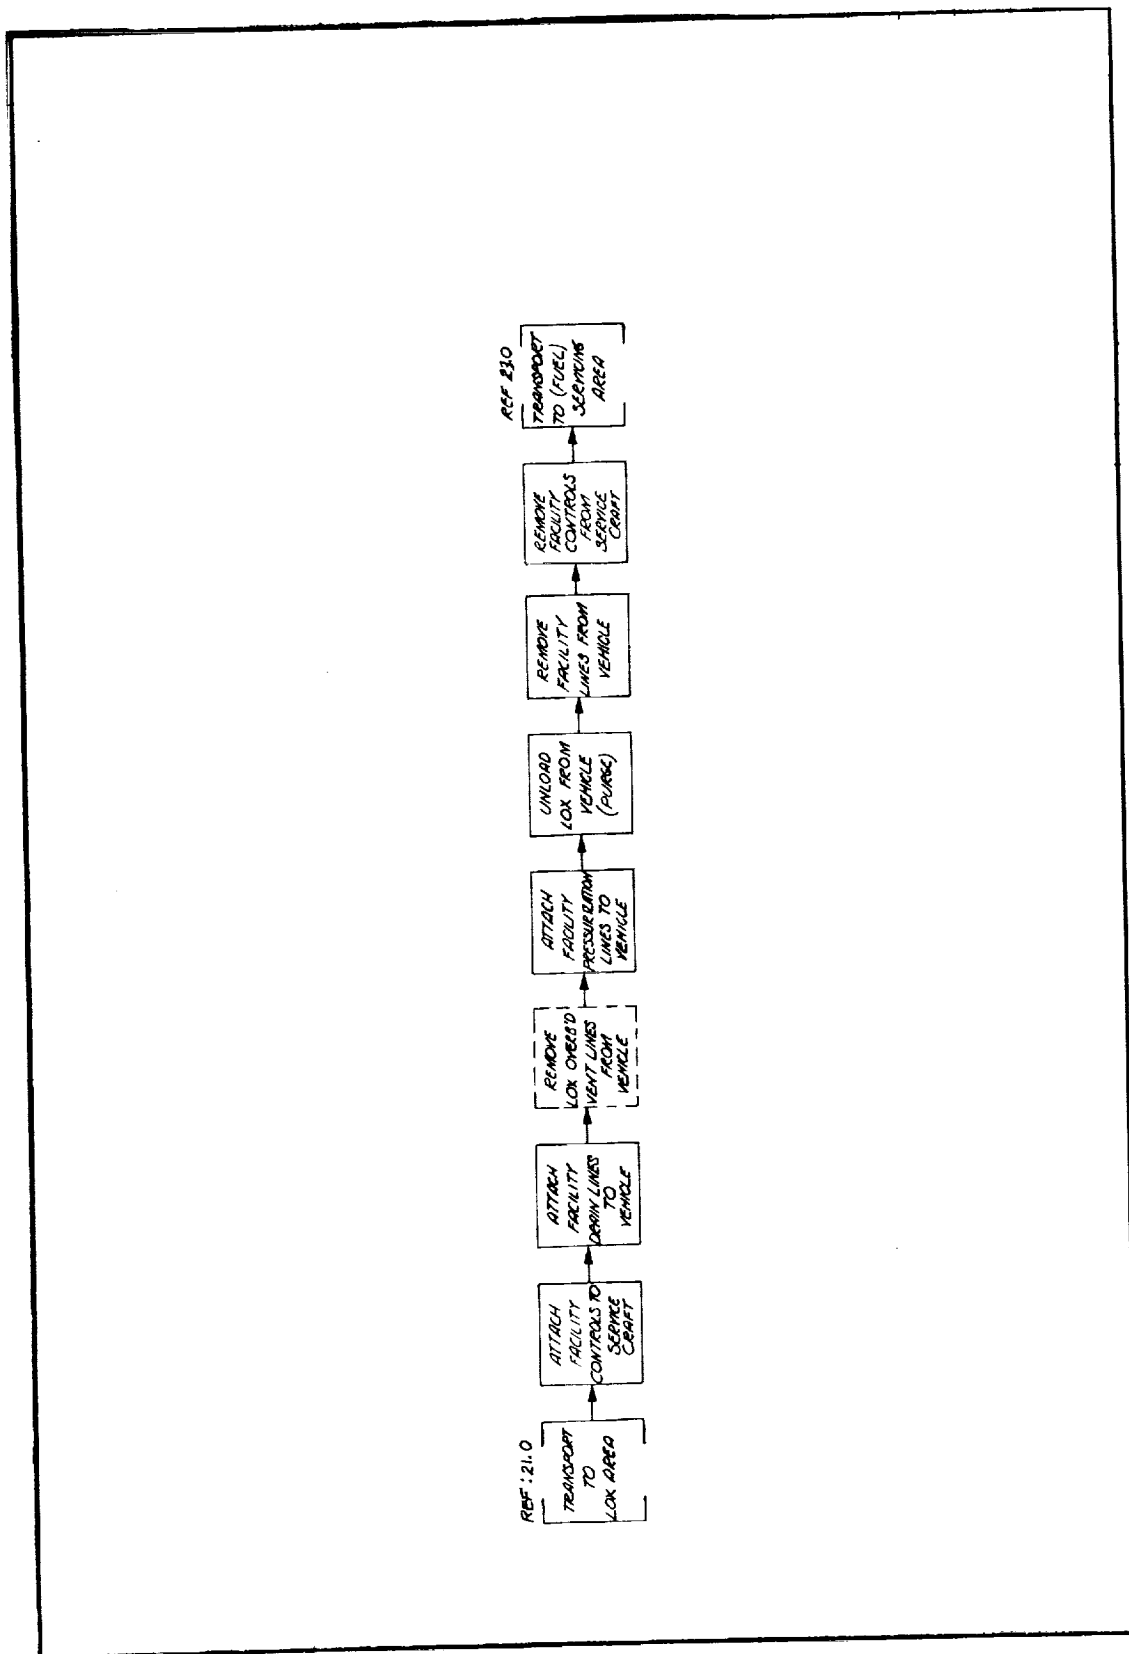 REF: 21.0
TRANSPORT
TO
LOX AREA
ATTACH
FACILITY
CONTROLS TO
SERVICE
CRAFT
ATTACH
FACILITY
DRAIN LINES
TO
VEHICLE
REMOVE
LOX OVERB'D
VENT LINES
FROM
VEHICLE
ATTACH
FACILITY
PRESSURIZATION
LINES TO
VEHICLE
UNLOAD
LOX FROM
VEHICLE
(PURGE)
REMOVE
FACILITY
LINES FROM
VEHICLE
REMOVE
FACILITY
CONTROLS
FROM
SERVICE
CRAFT
REF 23.0
TRANSPORT
TO (FUEL)
SERVICING
AREA